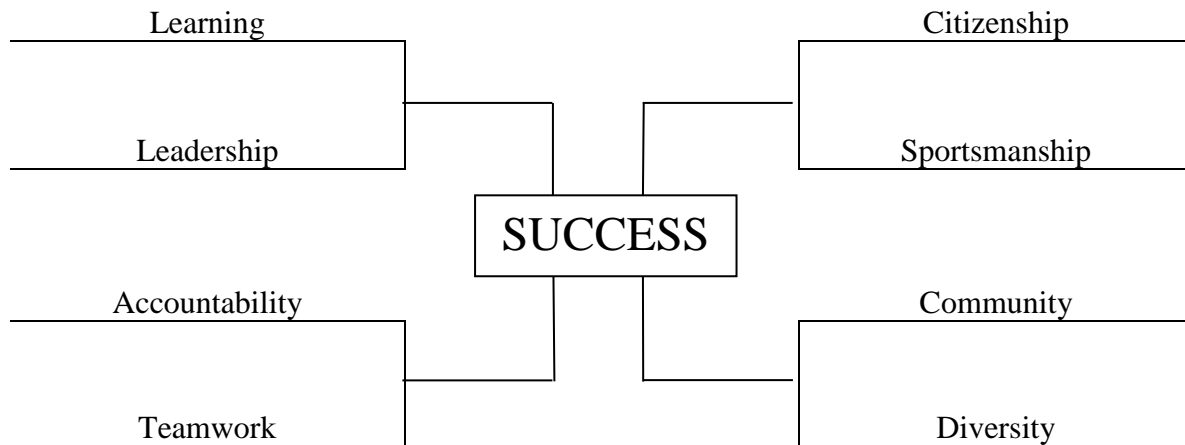 Learning
Citizenship
Leadership
Sportsmanship
SUCCESS
Accountability
Community
Teamwork
Diversity